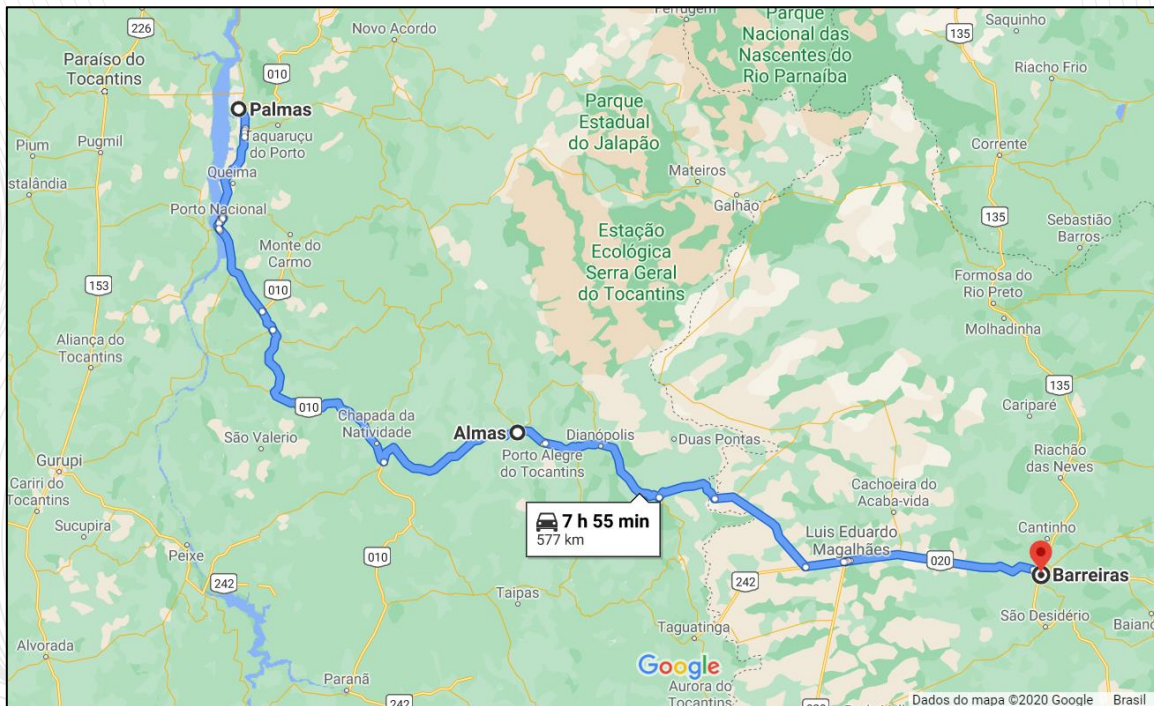 Ferrugem
Parque
Nacional das
Nascentes do
Rio Parnaíba
Saquinho
226
Novo Acordo
135
Paraíso do
Tocantins
010
Riacho Frio
Palmas
Parque
Estadual
do Jalapão
Taquaruçu
do Porto
Pium
Pugmil
Corrente
Queima
Mateiros
stalândia
Galhão
Porto Nacional
135
Sebastião
Barros
Monte do
Carmo
Estação
Ecológica
Serra Geral
do Tocantins
153
010
Formosa do
Rio Preto
Molhadinha
Aliança do
Tocantins
135
010
Cariparé
Chapada da
Natividade
Almas
Dianópolis
Duas Pontas
São Valerio
Porto Alegre
do Tocantins
Riachão
das Neves
Gurupi
Cariri do
Tocantins
Cachoeira do
Acaba-vida
7 h 55 min
577 km
Sucupira
Luis Eduardo
Magalhães
Cantinho
Peixe
010
020
242
242
Barreiras
Taipas
São Desidério
Baiano
Taguatinga
Alvorada
Google
Paranã
Aurora do
Tocantins
242
020
Dados do mapa ©2020 Google
Brasil